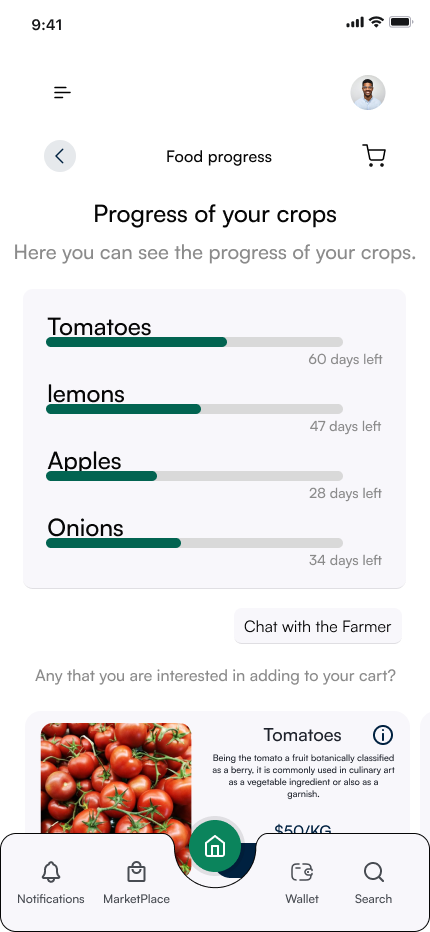 9:41
Food progress
Progress of your crops
Here you can see the progress of your crops.
Tomatoes
60 days left
lemons
47 days left
Apples
28 days left
Onions
34 days left
Chat with the Farmer
Any that you are interested in adding to your cart?
Tomatoes
Being the tomato a fruit botanically classified
as a berry, it is commonly used in culinary art
as a vegetable ingredient or also as a
garnish.
$50/KG
Notifications
MarketPlace
Wallet
Search